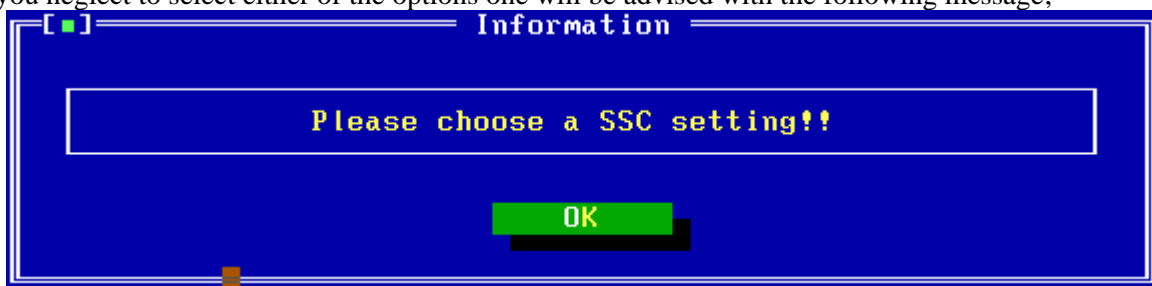 you neglect to select either of the options one will be advised with the following message;
[■] Information
Please choose a SSC setting!!
OK